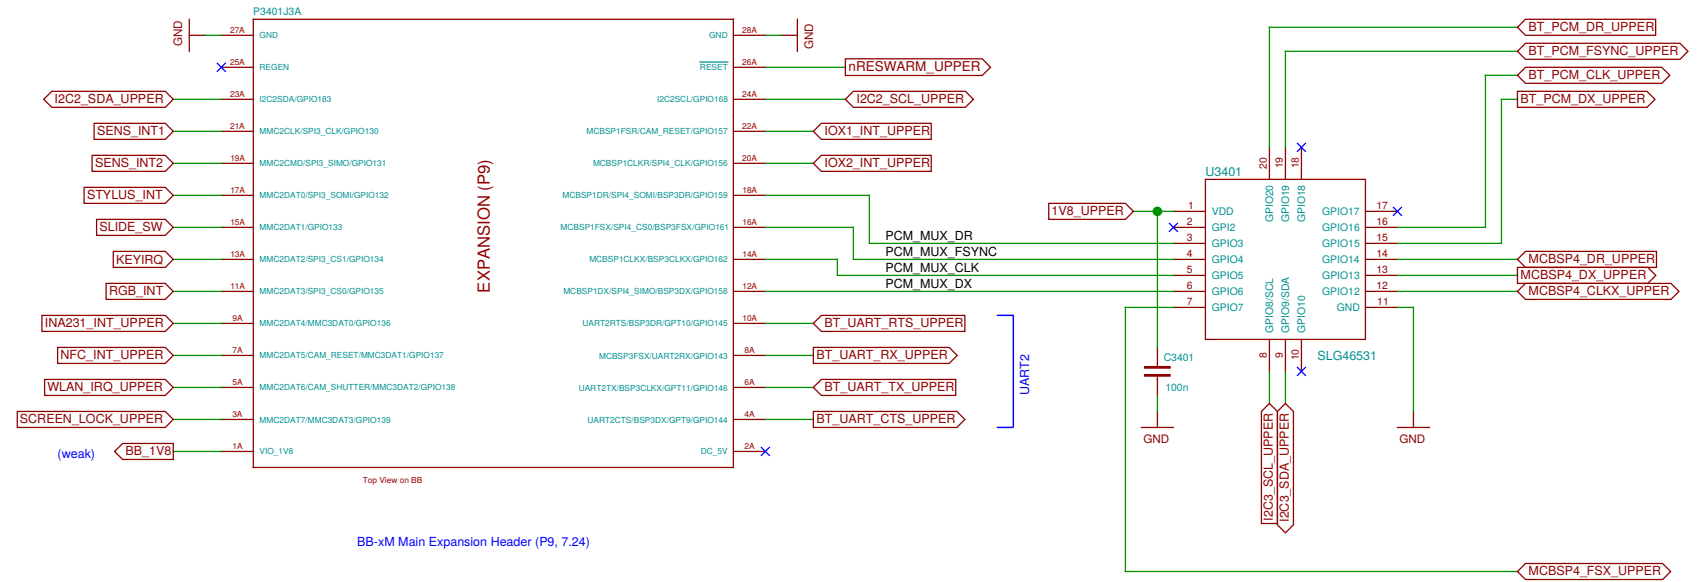 P3401J3A
GND 27A GND GND 28A GND
25A REGEN RESET 26A nRESWARM_UPPER
I2C2_SDA_UPPER 23A I2C2SDA/GPIO183 I2C2SCL/GPIO168 24A I2C2_SCL_UPPER
SENS_INT1 21A MMC2CLK/SPI3_CLK/GPIO130 MCBSP1FSR/CAM_RESET/GPIO157 22A IOX1_INT_UPPER
SENS_INT2 19A MMC2CMD/SPI3_SIMO/GPIO131 MCBSP1CLKR/SPI4_CLK/GPIO156 20A IOX2_INT_UPPER
STYLUS_INT 17A MMC2DAT0/SPI3_SOMI/GPIO132 MCBSP1DR/SPI4_SOMI/BSP3DR/GPIO159 18A
SLIDE_SW 15A MMC2DAT1/GPIO133 MCBSP1FSX/SPI4_CS0/BSP3FSX/GPIO161 16A
KEYIRQ 13A MMC2DAT2/SPI3_CS1/GPIO134 MCBSP1CLKX/BSP3CLKX/GPIO162 14A
RGB_INT 11A MMC2DAT3/SPI3_CS0/GPIO135 MCBSP1DX/SPI4_SIMO/BSP3DX/GPIO158 12A
INA231_INT_UPPER 9A MMC2DAT4/MMC3DAT0/GPIO136 UART2RTS/BSP3DR/GPT10/GPIO145 10A BT_UART_RTS_UPPER
NFC_INT_UPPER 7A MMC2DAT5/CAM_RESET/MMC3DAT1/GPIO137 MCBSP3FSX/UART2RX/GPIO143 8A BT_UART_RX_UPPER
WLAN_IRQ_UPPER 5A MMC2DAT6/CAM_SHUTTER/MMC3DAT2/GPIO138 UART2TX/BSP3CLKX/GPT11/GPIO146 6A BT_UART_TX_UPPER
SCREEN_LOCK_UPPER 3A MMC2DAT7/MMC3DAT3/GPIO139 UART2CTS/BSP3DX/GPT9/GPIO144 4A BT_UART_CTS_UPPER
(weak) BB_1V8 1A VIO_1V8 DC_5V 2A
EXPANSION (P9)
UART2
Top View on BB
BB-xM Main Expansion Header (P9, 7.24)
PCM_MUX_DR
PCM_MUX_FSYNC
PCM_MUX_CLK
PCM_MUX_DX
BT_PCM_DR_UPPER
BT_PCM_FSYNC_UPPER
BT_PCM_CLK_UPPER
BT_PCM_DX_UPPER
U3401
20 19 18
GPIO20 GPIO19 GPIO18
1V8_UPPER 1 VDD GPIO17 17
2 GPI2 GPIO16 16
3 GPIO3 GPIO15 15
4 GPIO4 GPIO14 14 MCBSP4_DR_UPPER
5 GPIO5 GPIO13 13 MCBSP4_DX_UPPER
6 GPIO6 GPIO12 12 MCBSP4_CLKX_UPPER
7 GPIO7 GND 11
GPIO8/SCL GPIO9/SDA GPIO10
8 9 10
SLG46531
C3401
100n
GND
GND
I2C3_SCL_UPPER
I2C3_SDA_UPPER
MCBSP4_FSX_UPPER